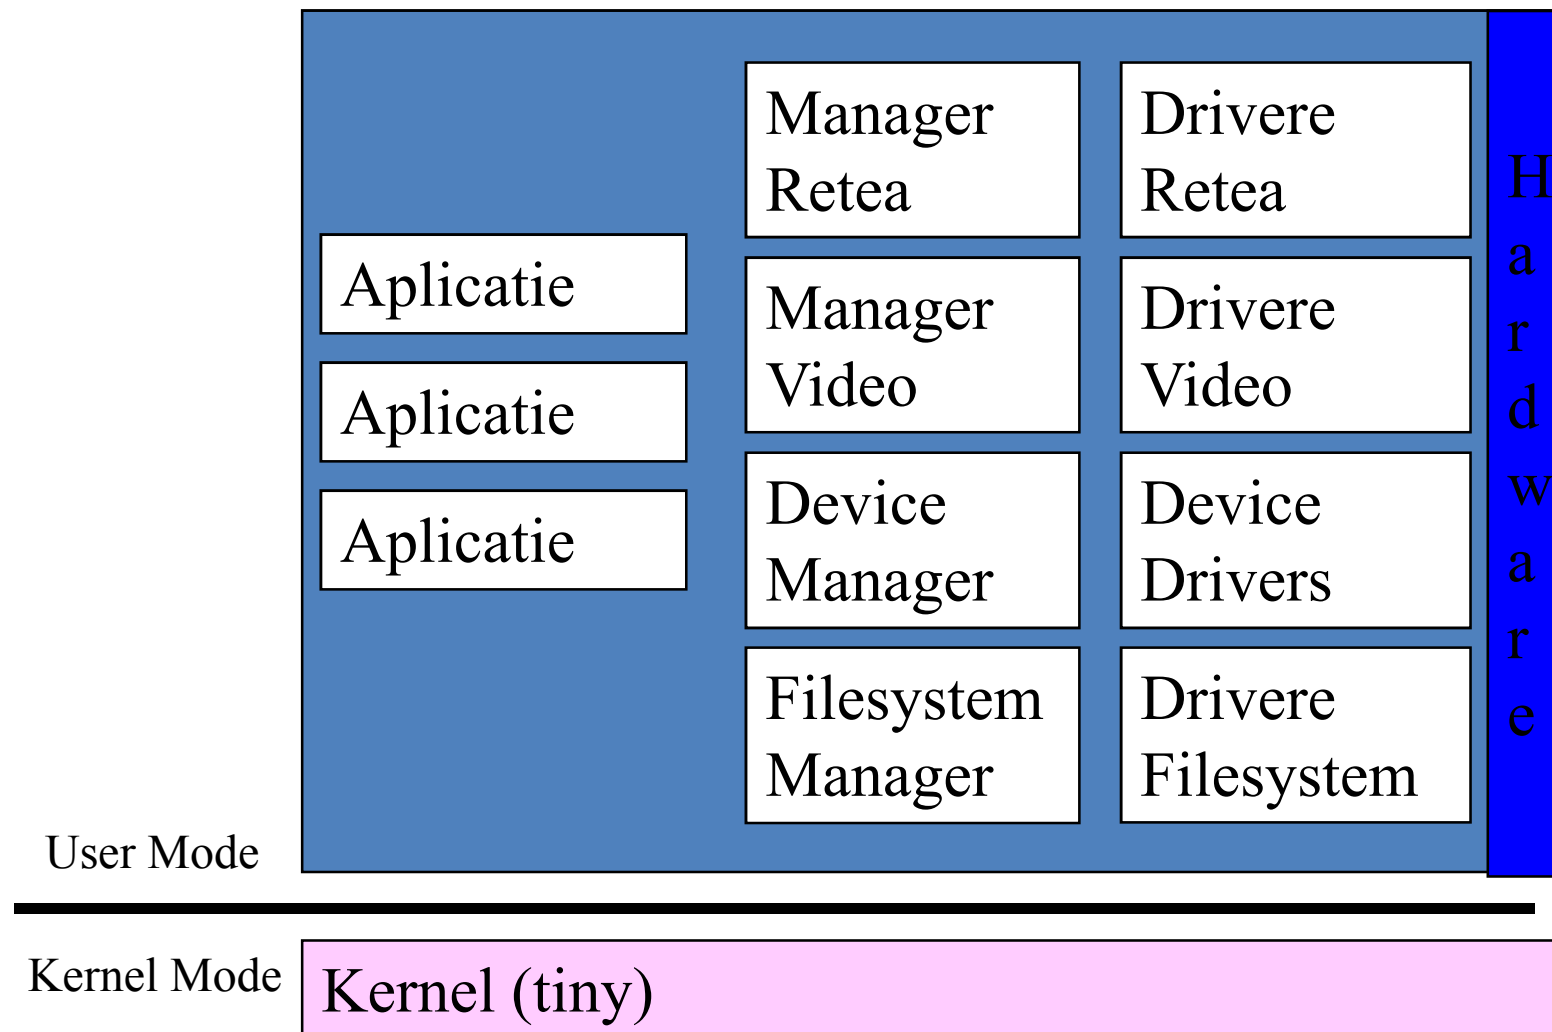 Manager
Retea
Drivere
Retea
Aplicatie
Manager
Video
Drivere
Video
Aplicatie
Device
Manager
Device
Drivers
Aplicatie
Filesystem
Manager
Drivere
Filesystem
Hardware
User Mode
Kernel Mode
Kernel (tiny)